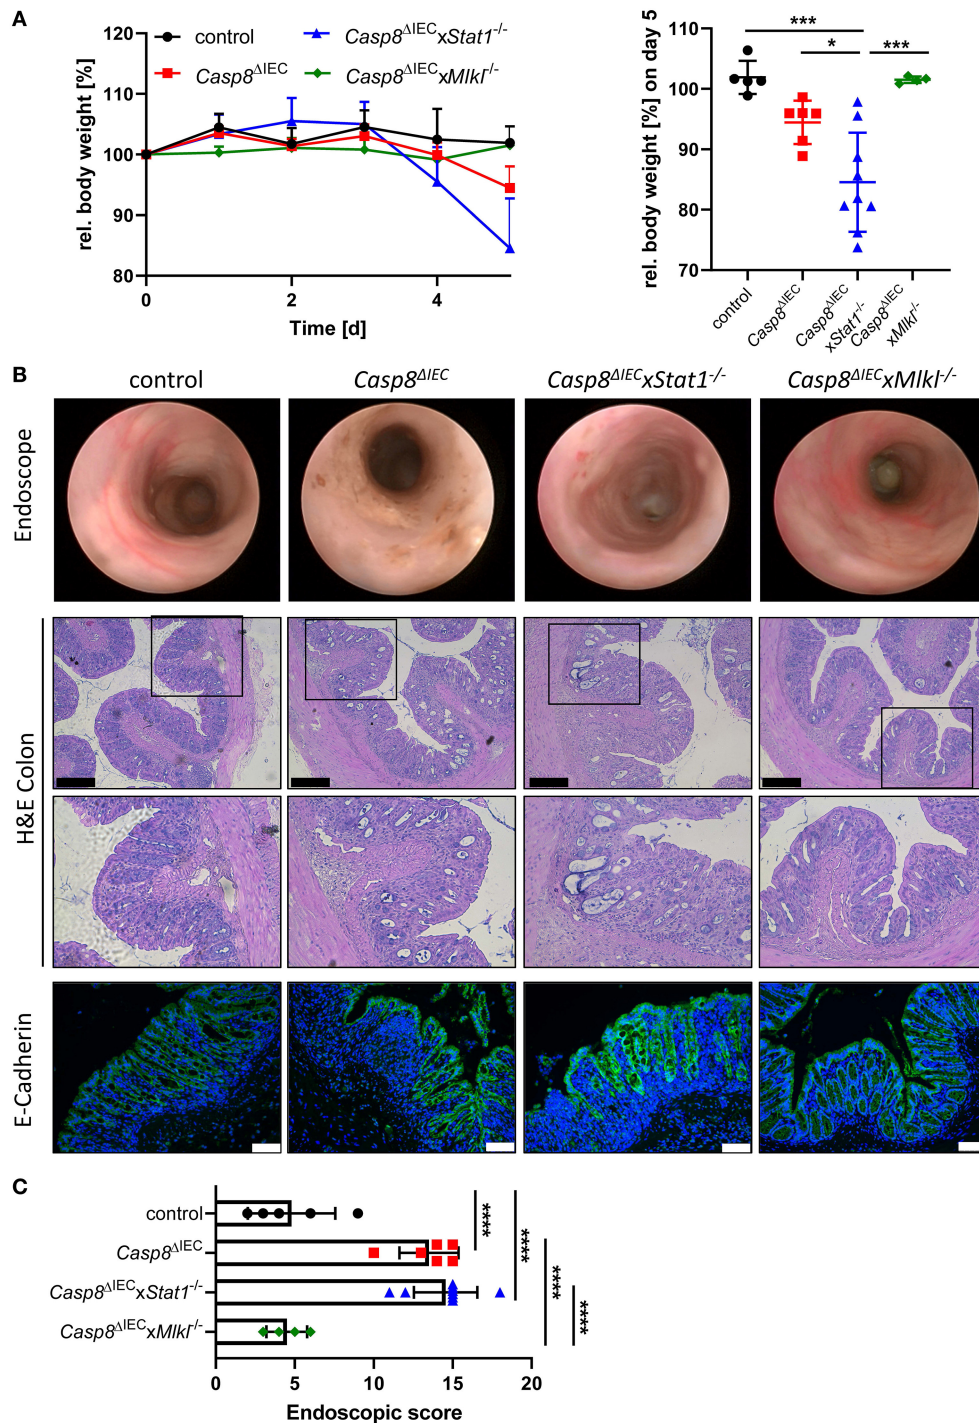 A
rel. body weight [%]
120
110
100
90
80
0
2
4
Time [d]
control
Casp8ΔIEC
Casp8ΔIECxStat1-/-
Casp8ΔIECxMlkl-/-
rel. body weight [%] on day 5
110
100
90
80
70
***
*
***
control
Casp8ΔIEC
Casp8ΔIEC
xStat1-/-
Casp8ΔIEC
xMlkl-/-
B
control
Casp8ΔIEC
Casp8ΔIECxStat1-/-
Casp8ΔIECxMlkl-/-
Endoscope
H&E Colon
E-Cadherin
C
control
Casp8ΔIEC
Casp8ΔIECxStat1-/-
Casp8ΔIECxMlkl-/-
****
****
****
****
0
5
10
15
20
Endoscopic score